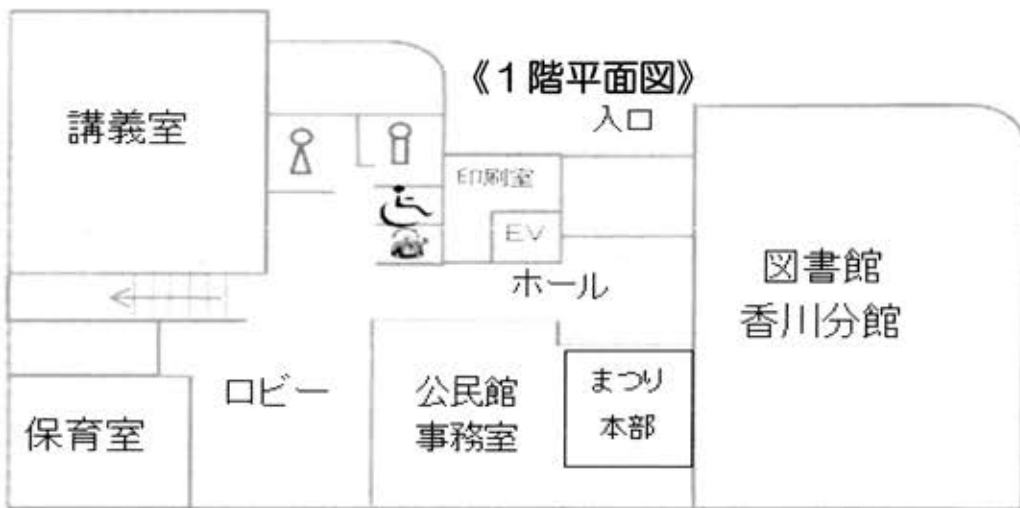 《１階平面図》
入口
講義室
印刷室
EV
ホール
図書館
香川分館
ロビー
公民館
事務室
まつり
本部
保育室